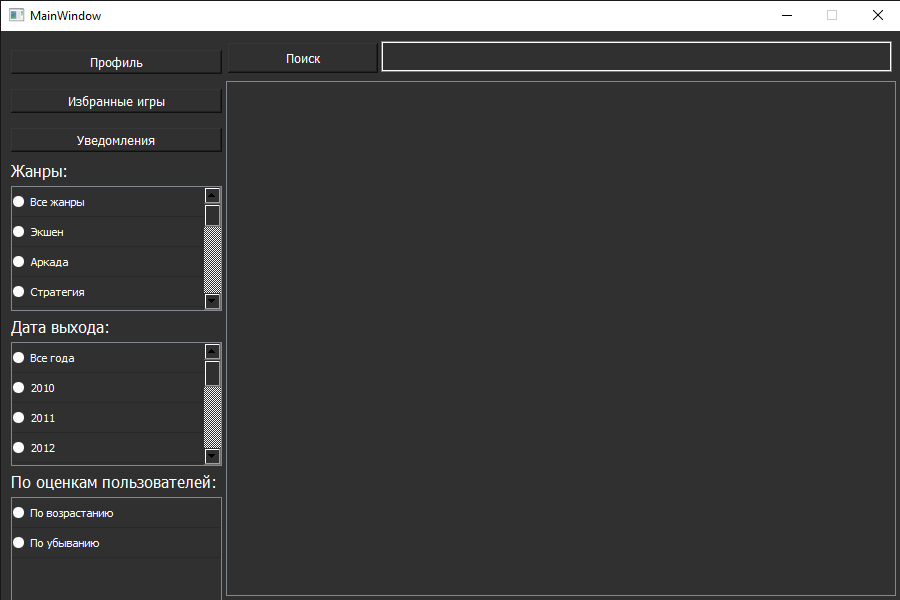 MainWindow
Профиль
Поиск
Избранные игры
Уведомления
Жанры:
Все жанры
Экшен
Аркада
Стратегия
Дата выхода:
Все года
2010
2011
2012
По оценкам пользователей:
По возрастанию
По убыванию